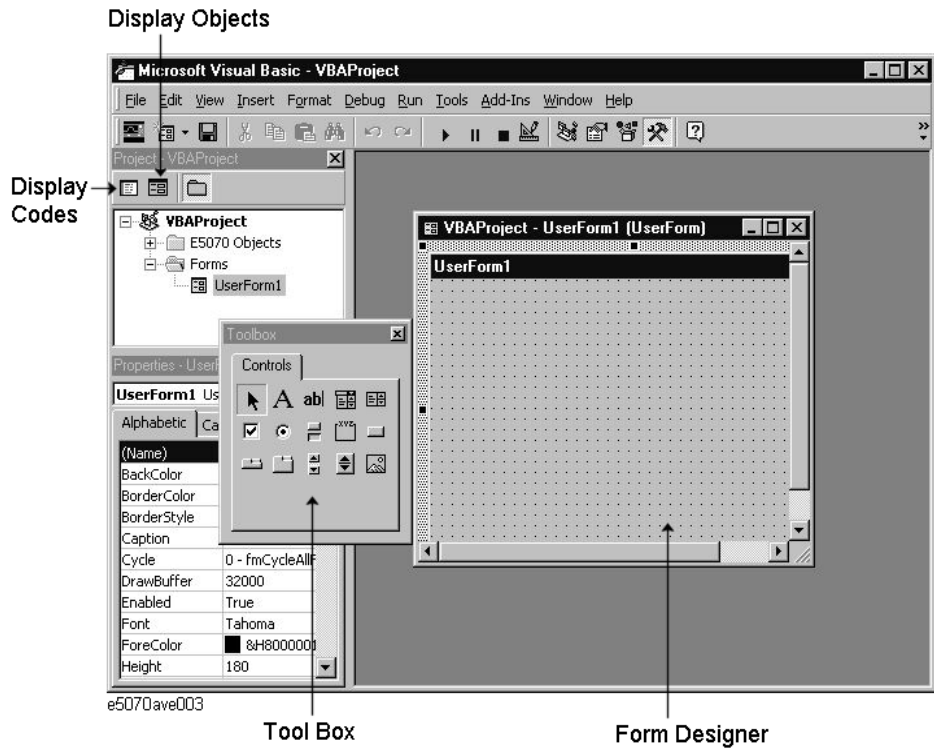 Display Objects
Microsoft Visual Basic - VBAProject
File Edit View Insert Format Debug Run Tools Add-Ins Window Help
Project - VBAProject
Display Codes
VBAProject
E5070 Objects
Forms
UserForm1
VBAProject - UserForm1 (UserForm)
UserForm1
Toolbox
Controls
A abl
xyz
Properties - UserF
UserForm1 Us
Alphabetic Ca
(Name)
BackColor
BorderColor
BorderStyle
Caption
Cycle 0 - fmCycleAllF
DrawBuffer 32000
Enabled True
Font Tahoma
ForeColor &H8000001
Height 180
e5070ave003
Tool Box
Form Designer